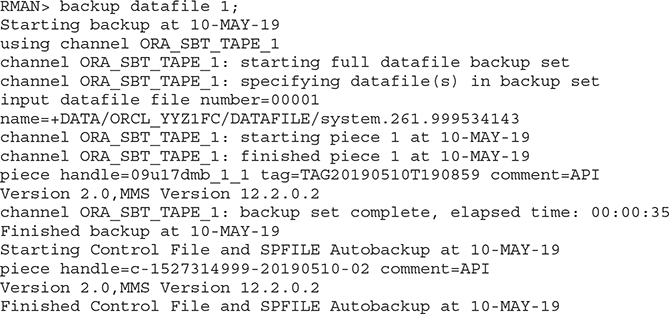 RMAN> backup datafile 1;
Starting backup at 10-MAY-19
using channel ORA_SBT_TAPE_1
channel ORA_SBT_TAPE_1: starting full datafile backup set
channel ORA_SBT_TAPE_1: specifying datafile(s) in backup set
input datafile file number=00001
name=+DATA/ORCL_YYZ1FC/DATAFILE/system.261.999534143
channel ORA_SBT_TAPE_1: starting piece 1 at 10-MAY-19
channel ORA_SBT_TAPE_1: finished piece 1 at 10-MAY-19
piece handle=09u17dmb_1_1 tag=TAG20190510T190859 comment=API
Version 2.0,MMS Version 12.2.0.2
channel ORA_SBT_TAPE_1: backup set complete, elapsed time: 00:00:35
Finished backup at 10-MAY-19
Starting Control File and SPFILE Autobackup at 10-MAY-19
piece handle=c-1527314999-20190510-02 comment=API
Version 2.0,MMS Version 12.2.0.2
Finished Control File and SPFILE Autobackup at 10-MAY-19